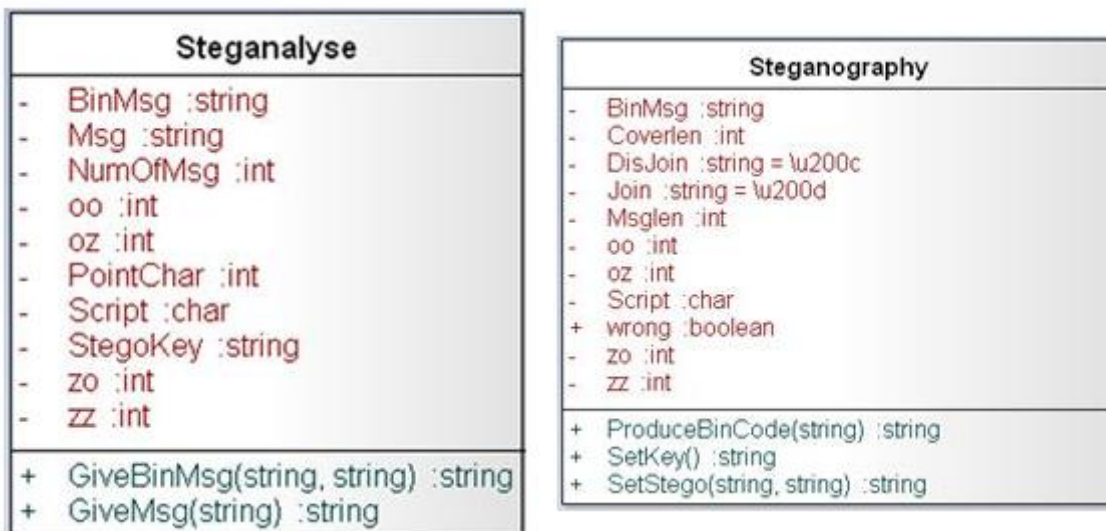 Steganalyse
- BinMsg :string
- Msg :string
- NumOfMsg :int
- oo :int
- oz :int
- PointChar :int
- Script :char
- StegoKey :string
- zo :int
- zz :int
+ GiveBinMsg(string, string) :string
+ GiveMsg(string) :string
Steganography
- BinMsg :string
- Coverlen :int
- DisJoin :string = \u200c
- Join :string = \u200d
- Msglen :int
- oo :int
- oz :int
- Script :char
+ wrong :boolean
- zo :int
- zz :int
+ ProduceBinCode(string) :string
+ SetKey() :string
+ SetStego(string, string) :string